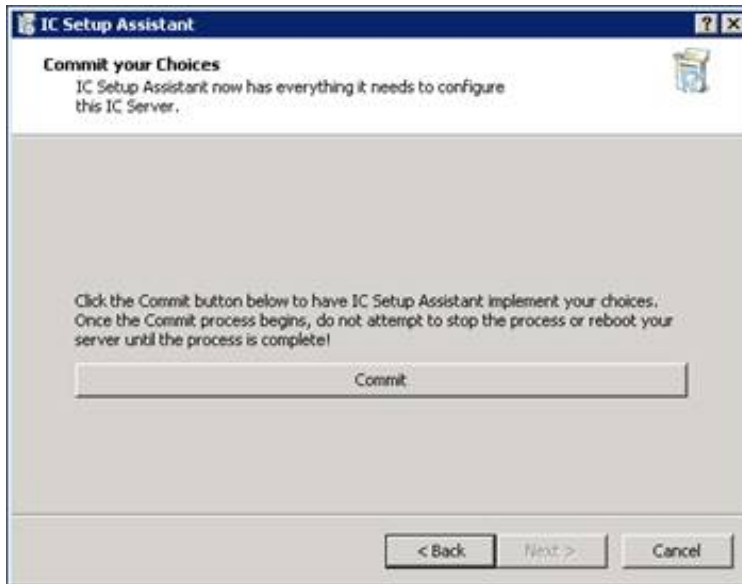 IC Setup Assistant
Commit your Choices
IC Setup Assistant now has everything it needs to configure
this IC Server.
Click the Commit button below to have IC Setup Assistant implement your choices.
Once the Commit process begins, do not attempt to stop the process or reboot your
server until the process is complete!
Commit
< Back
Next >
Cancel